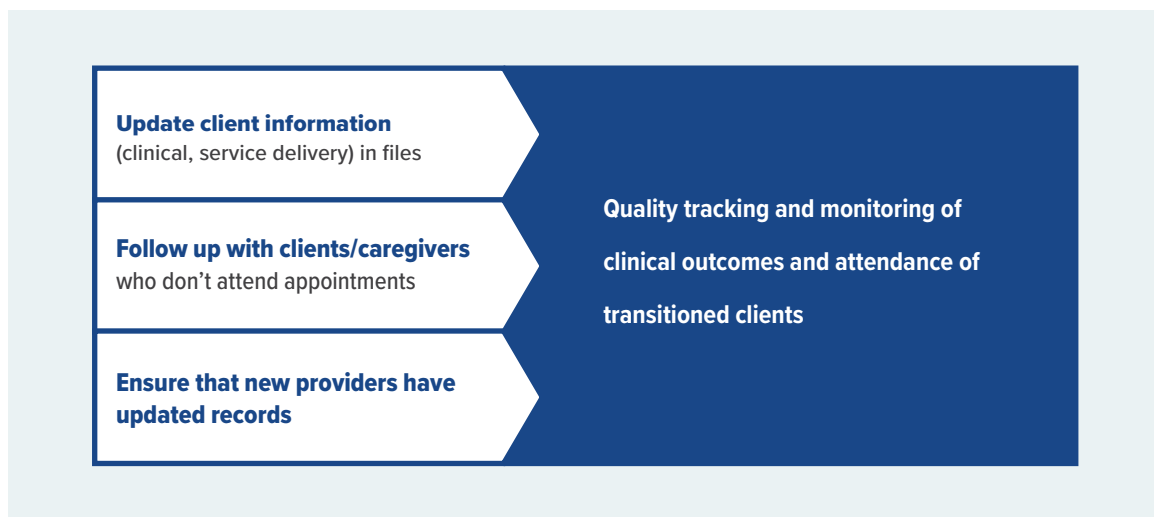 Update client information
(clinical, service delivery) in files
Follow up with clients/caregivers
who don’t attend appointments
Ensure that new providers have
updated records
Quality tracking and monitoring of
clinical outcomes and attendance of
transitioned clients